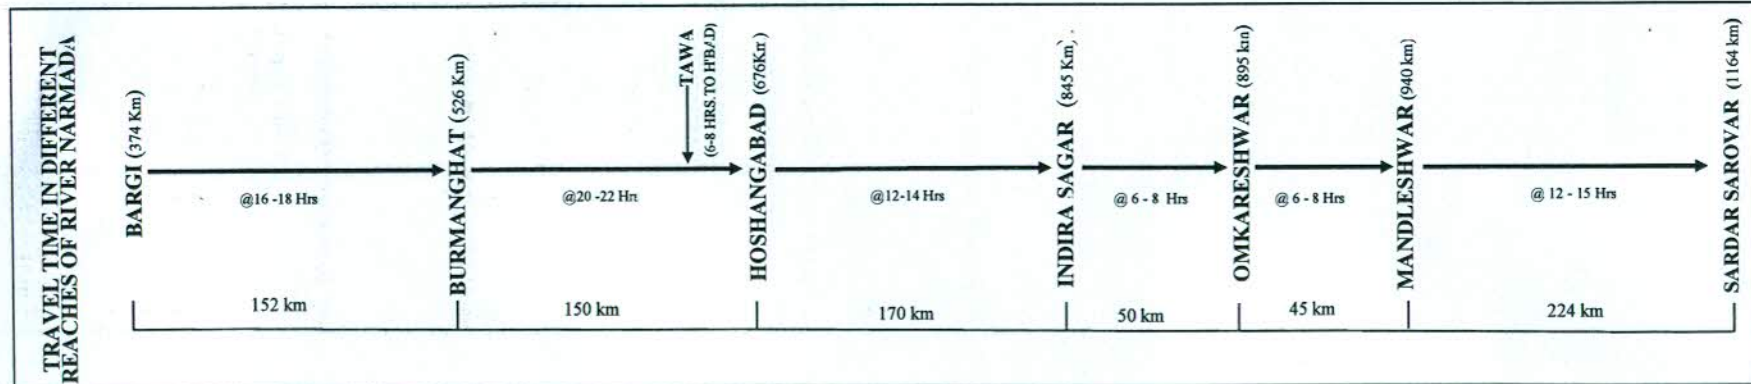 TRAVEL TIME IN DIFFERENT
REACHES OF RIVER NARMADA
BARGI (374 Km)
@16 -18 Hrs
BURMANGHAT (526 Km)
@20 -22 Hrs
TAWA
(6-8 HRS. TO H'BAD)
HOSHANGABAD (676Km)
@12-14 Hrs
INDIRA SAGAR (845 Km)
@ 6 - 8 Hrs
OMKARESHWAR (895 km)
@ 6 - 8 Hrs
MANDLESHWAR (940 km)
@ 12 - 15 Hrs
SARDAR SAROVAR (1164 km)
152 km
150 km
170 km
50 km
45 km
224 km